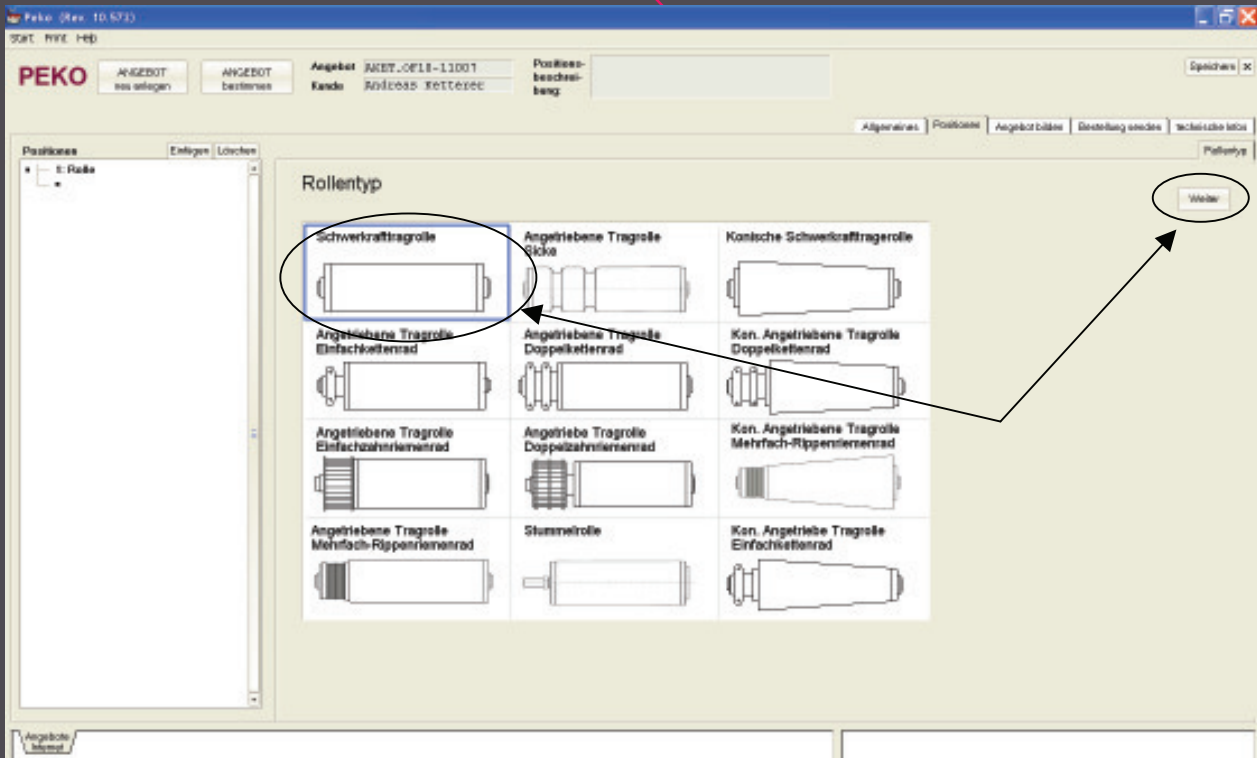 Peko (Rev. 10.573)
Start Print Help
PEKO
ANGEBOT
neu anlegen
ANGEBOT
bestimmen
Angebot AKET.OF18-11007
Kunde Andreas Ketterer
Positions-
beschrei-
bung:
Speichern
Allgemeines Positionen Angebot bilden Bestellung senden technische Infos
Positionen Einfügen Löschen
Rollentyp
1: Rolle
Rollentyp
Weiter
Schwerkrafttragrolle
Angetriebene Tragrolle
Sicke
Konische Schwerkrafttragerolle
Angetriebene Tragrolle
Einfachkettenrad
Angetriebene Tragrolle
Doppelkettenrad
Kon. Angetriebene Tragrolle
Doppelkettenrad
Angetriebene Tragrolle
Einfachzahnriemenrad
Angetriebe Tragrolle
Doppelzahnriemenrad
Kon. Angetriebene Tragrolle
Mehrfach-Rippenriemenrad
Angetriebene Tragrolle
Mehrfach-Rippenriemenrad
Stummelrolle
Kon. Angetriebe Tragrolle
Einfachkettenrad
Angebote